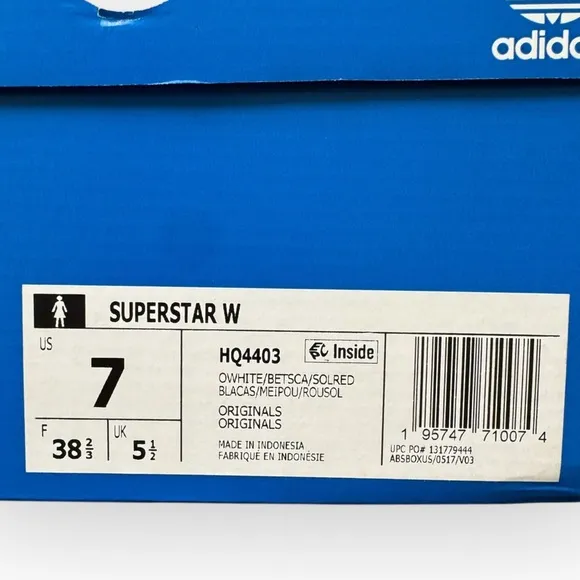 adidas
SUPERSTAR W
US
7
F
38 2/3
UK
5 1/2
HQ4403
Inside
OWHITE/BETSCA/SOLRED
BLACAS/MEIPOU/ROUSOL
ORIGINALS
ORIGINALS
MADE IN INDONESIA
FABRIQUÉ EN INDONÉSIE
1 95747 71007 4
UPC PO# 131779444
ABSBOXUS/0517/V03